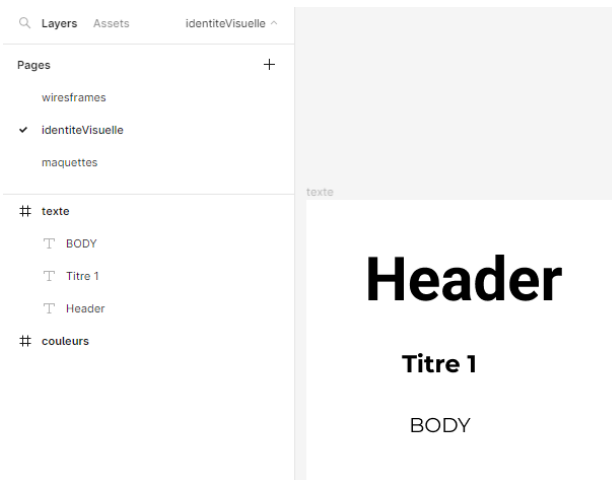 Layers Assets identiteVisuelle
Pages
wiresframes
identiteVisuelle
maquettes
texte
BODY
Titre 1
Header
couleurs
texte
Header
Titre 1
BODY